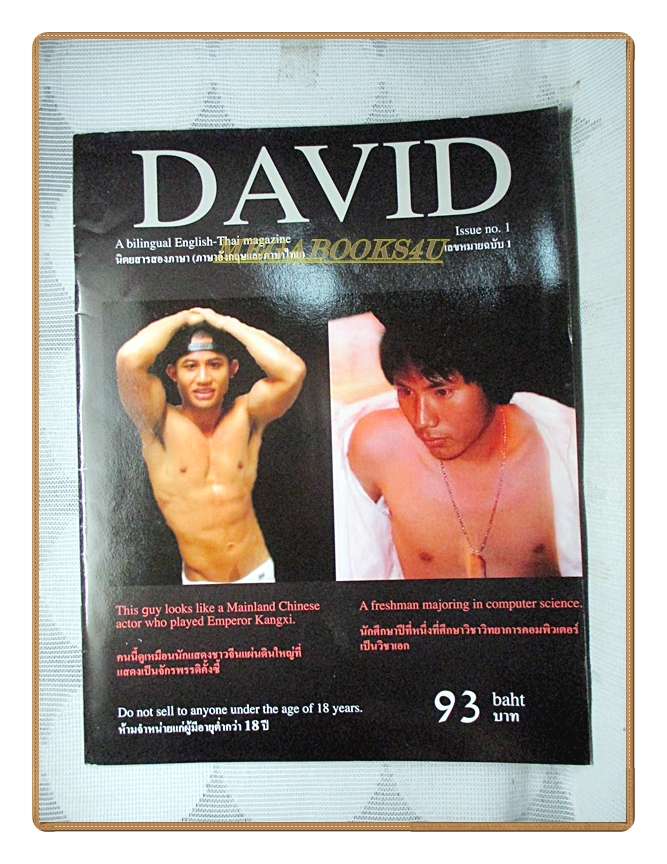 DAVID
A bilingual English-Thai magazine
Issue no. 1
นิตยสารสองภาษา (ภาษาอังกฤษและภาษาไทย)
เลขหมายฉบับ 1
MEGABOOKS4U
This guy looks like a Mainland Chinese
actor who played Emperor Kangxi.
คนนี้ดูเหมือนนักแสดงชาวจีนแผ่นดินใหญ่ที่
แสดงเป็นจักรพรรดิคั้งซี้
A freshman majoring in computer science.
นักศึกษาปีที่หนึ่งที่ศึกษาวิชาวิทยาการคอมพิวเตอร์
เป็นวิชาเอก
Do not sell to anyone under the age of 18 years.
ห้ามจำหน่ายแก่ผู้มีอายุต่ำกว่า 18 ปี
93 baht
บาท